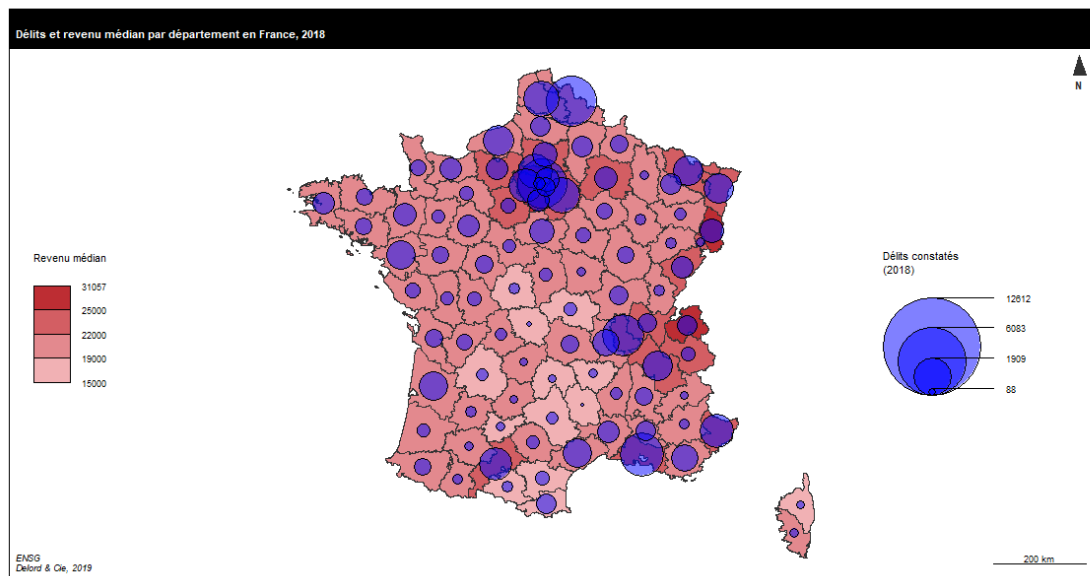 Délits et revenu médian par département en France, 2018
N
Revenu médian
31057
25000
22000
19000
15000
Délits constatés
(2018)
12612
6083
1909
88
ENSG
Delord & Cie, 2019
200 km